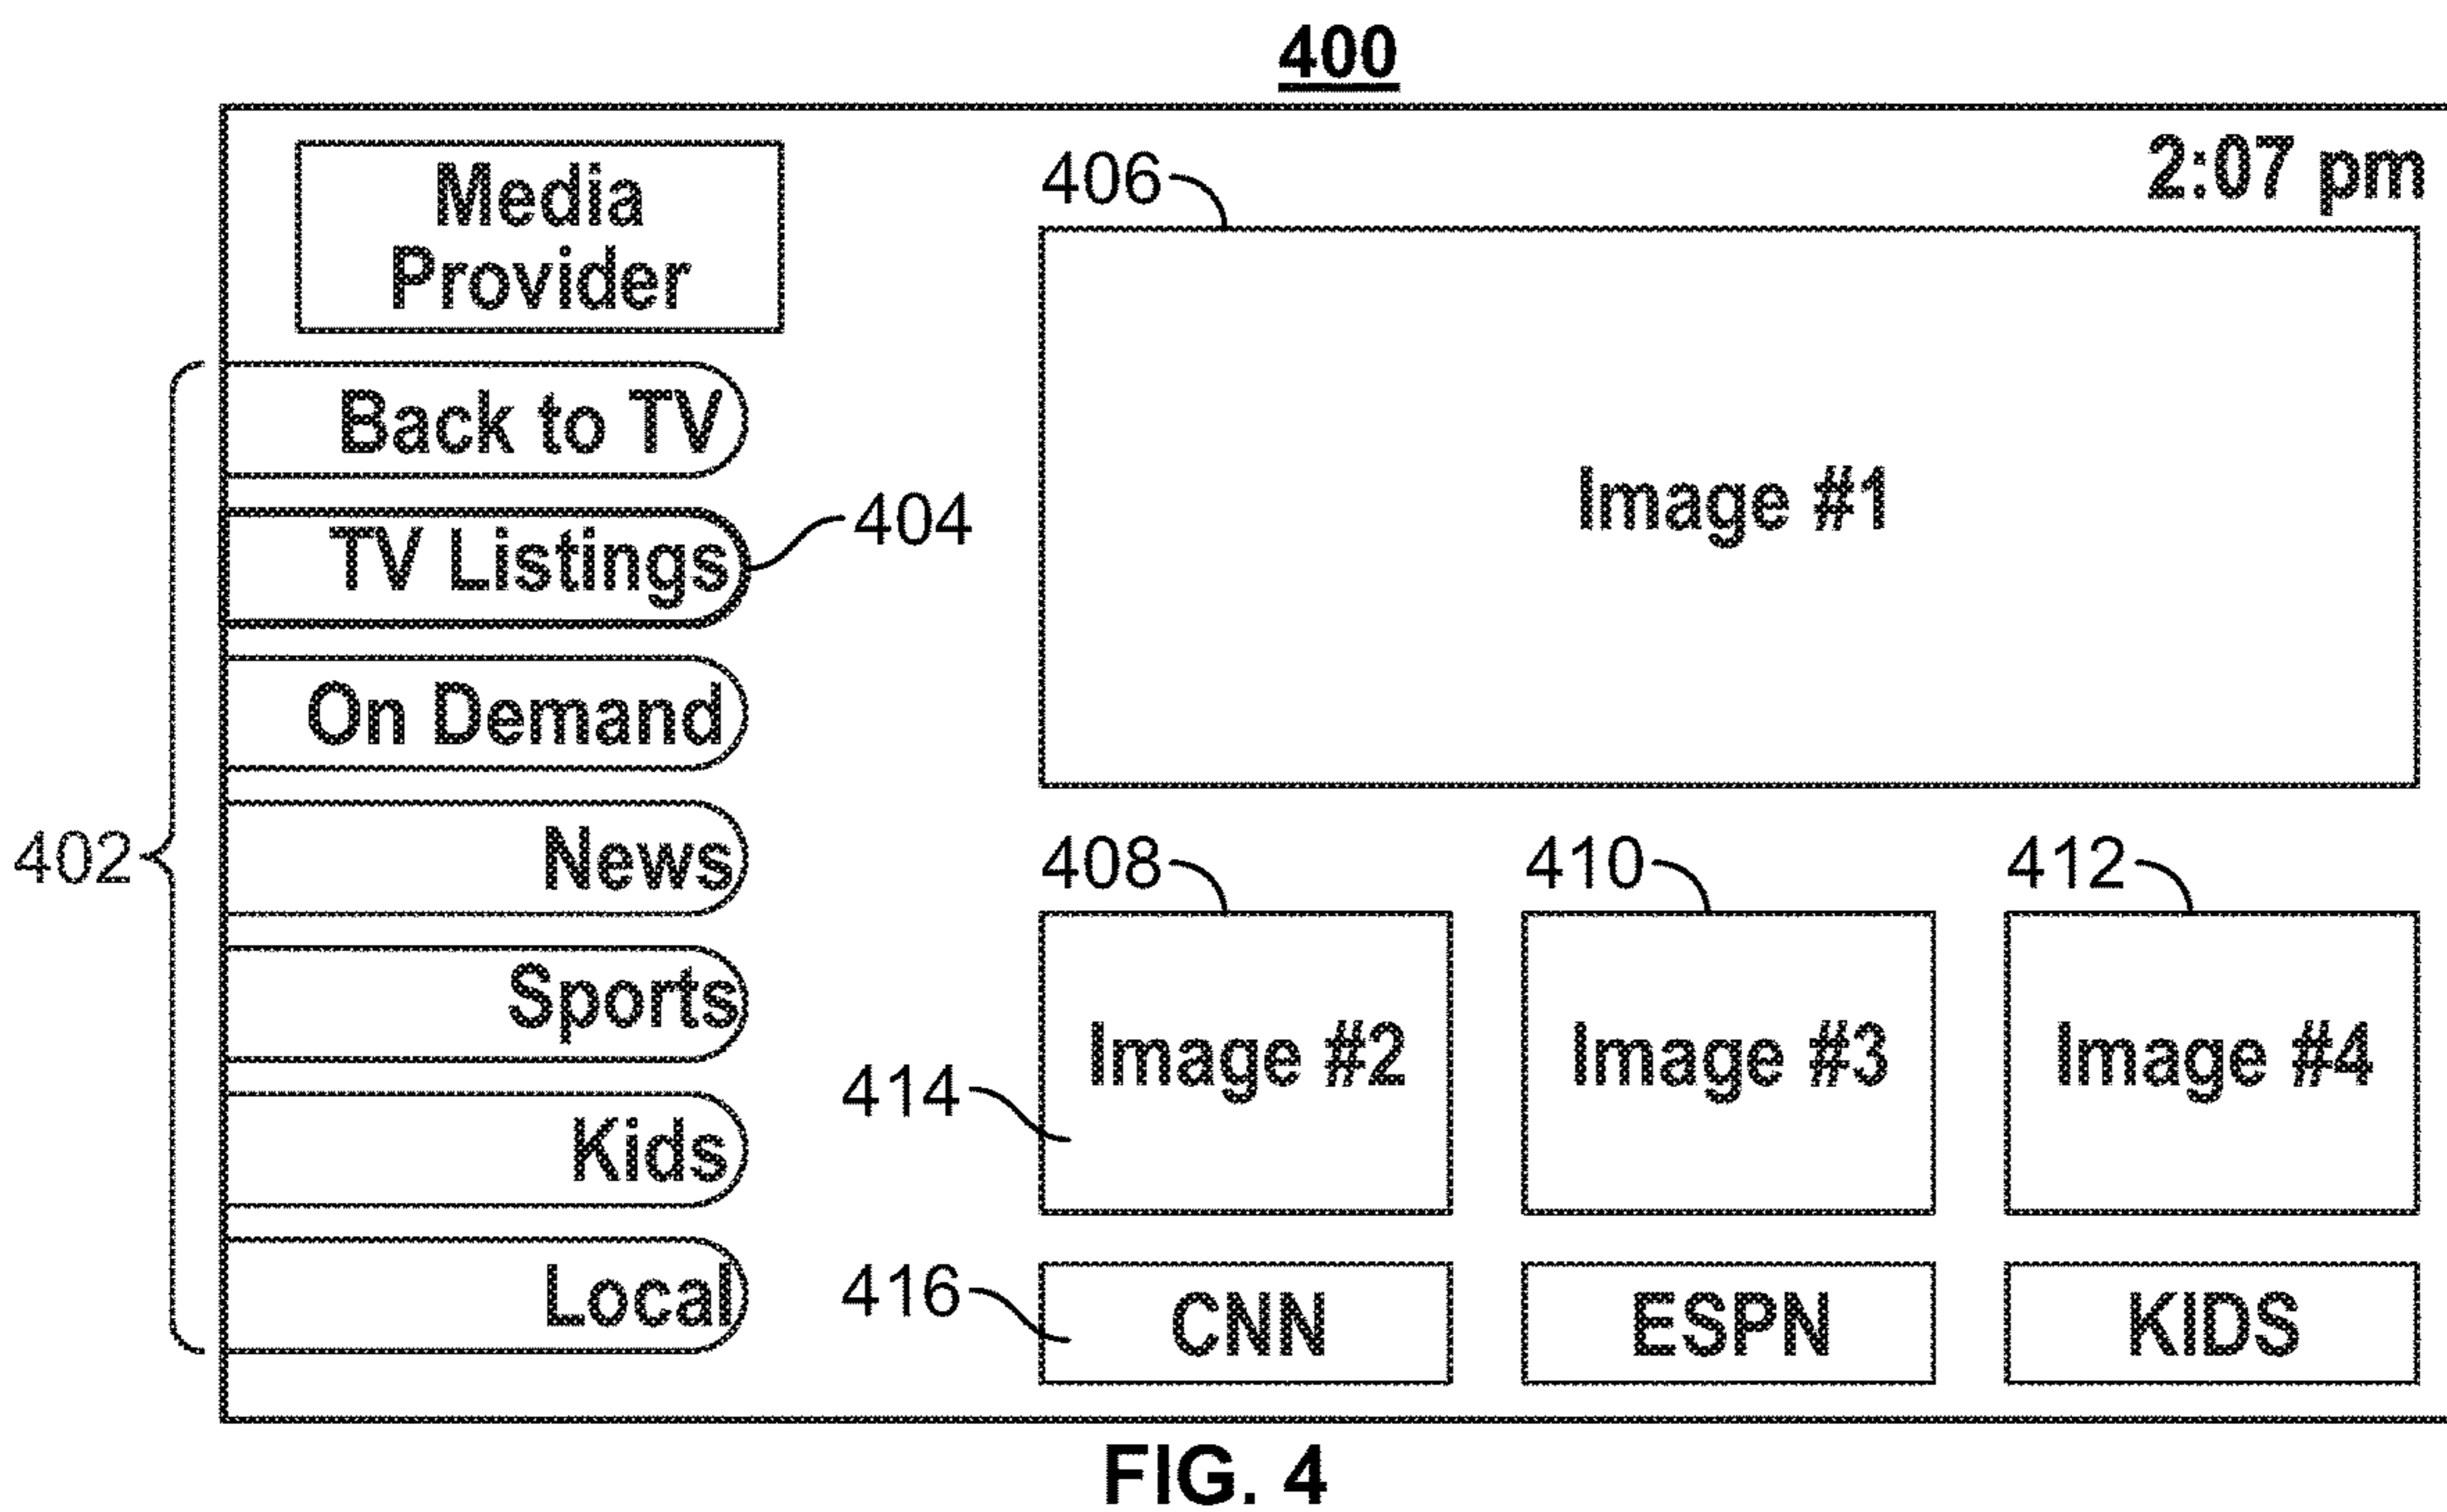 400
2:07 pm
Media
Provider
406
Image #1
Back to TV
TV Listings
404
On Demand
402
News
Sports
Kids
Local
408
410
412
414
Image #2
Image #3
Image #4
416
CNN
ESPN
KIDS
FIG. 4